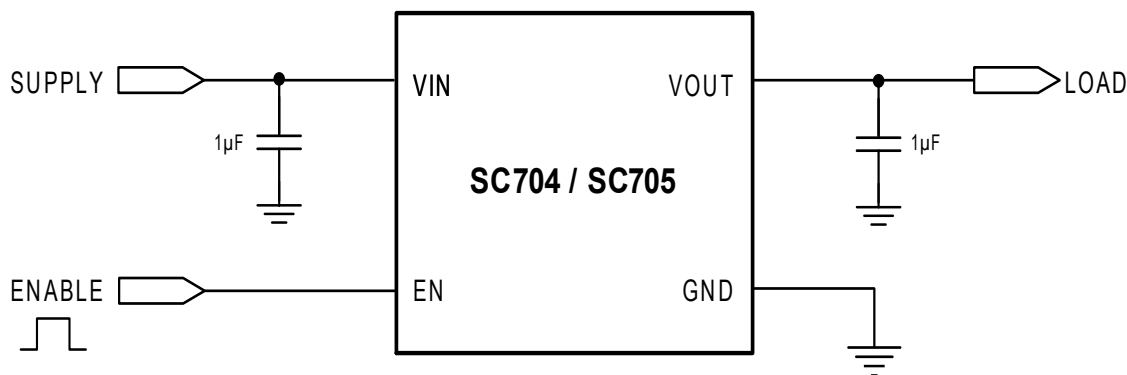 SUPPLY
VIN
VOUT
LOAD
1µF
1µF
SC704 / SC705
ENABLE
EN
GND